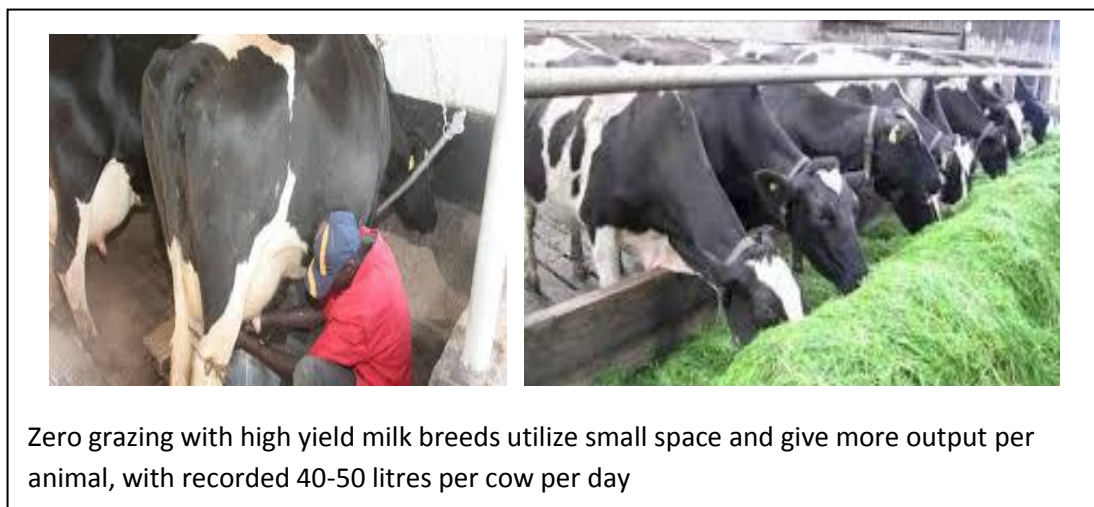 Zero grazing with high yield milk breeds utilize small space and give more output per
animal, with recorded 40-50 litres per cow per day